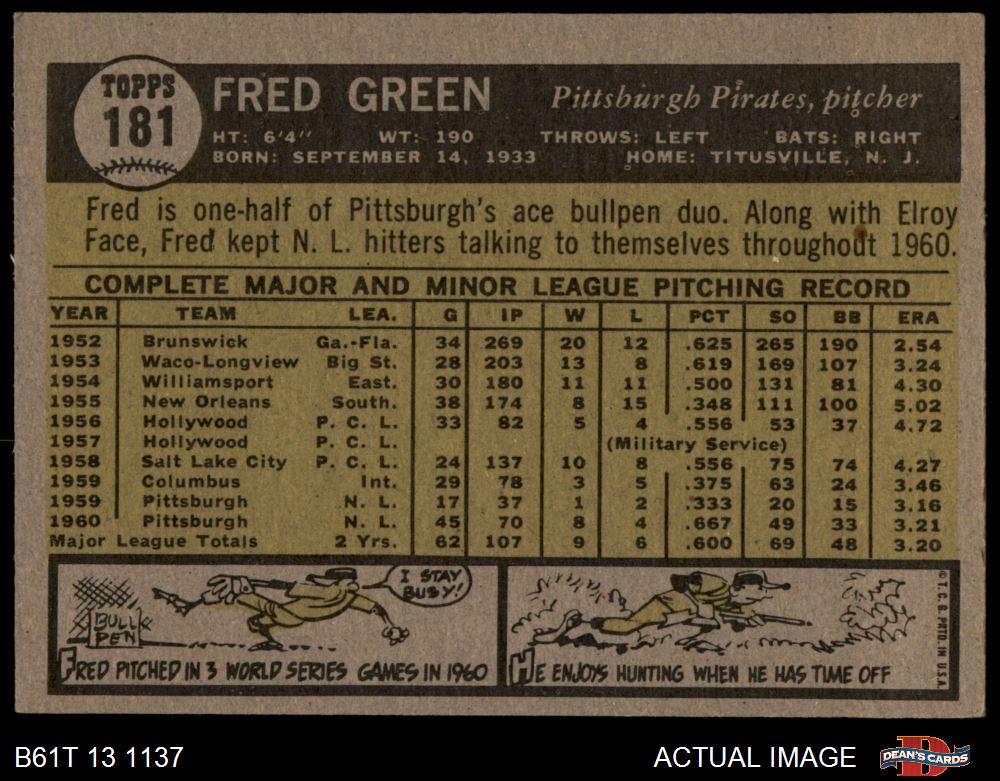 TOPPS
181
FRED GREEN Pittsburgh Pirates, pitcher
HT: 6'4" WT: 190 THROWS: LEFT BATS: RIGHT
BORN: SEPTEMBER 14, 1933 HOME: TITUSVILLE, N. J.
Fred is one-half of Pittsburgh's ace bullpen duo. Along with Elroy
Face, Fred kept N. L. hitters talking to themselves throughout 1960.
COMPLETE MAJOR AND MINOR LEAGUE PITCHING RECORD
YEAR TEAM LEA. G IP W L PCT SO BB ERA
1952 Brunswick Ga.-Fla. 34 269 20 12 .625 265 190 2.54
1953 Waco-Longview Big St. 28 203 13 8 .619 169 107 3.24
1954 Williamsport East. 30 180 11 11 .500 131 81 4.30
1955 New Orleans South. 38 174 8 15 .348 111 100 5.02
1956 Hollywood P. C. L. 33 82 5 4 .556 53 37 4.72
1957 Hollywood P. C. L. (Military Service)
1958 Salt Lake City P. C. L. 24 137 10 8 .556 75 74 4.27
1959 Columbus Int. 29 78 3 5 .375 63 24 3.46
1959 Pittsburgh N. L. 17 37 1 2 .333 20 15 3.16
1960 Pittsburgh N. L. 45 70 8 4 .667 49 33 3.21
Major League Totals 2 Yrs. 62 107 9 6 .600 69 48 3.20
I STAY
BUSY!
BULL
PEN
FRED PITCHED IN 3 WORLD SERIES GAMES IN 1960
HE ENJOYS HUNTING WHEN HE HAS TIME OFF
© T. C. G. PRTD. IN U.S.A.
B61T 13 1137 ACTUAL IMAGE
DEAN'S CARDS